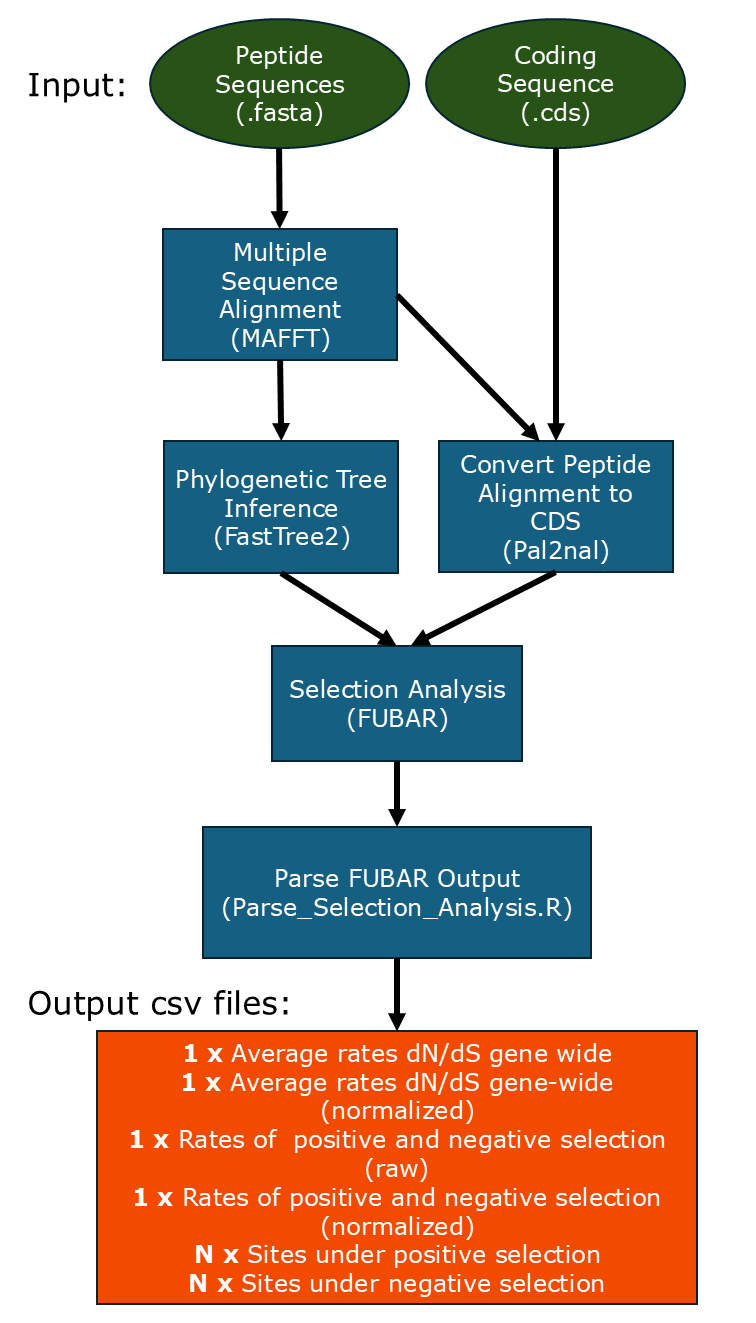 Input:
Peptide
Sequences
(.fasta)
Coding
Sequence
(.cds)
Multiple
Sequence
Alignment
(MAFFT)
Phylogenetic Tree
Inference
(FastTree2)
Convert Peptide
Alignment to
CDS
(Pal2nal)
Selection Analysis
(FUBAR)
Parse FUBAR Output
(Parse_Selection_Analysis.R)
Output csv files:
1 x Average rates dN/dS gene wide
1 x Average rates dN/dS gene-wide
(normalized)
1 x Rates of  positive and negative selection
(raw)
1 x Rates of positive and negative selection
(normalized)
N x Sites under positive selection
N x Sites under negative selection